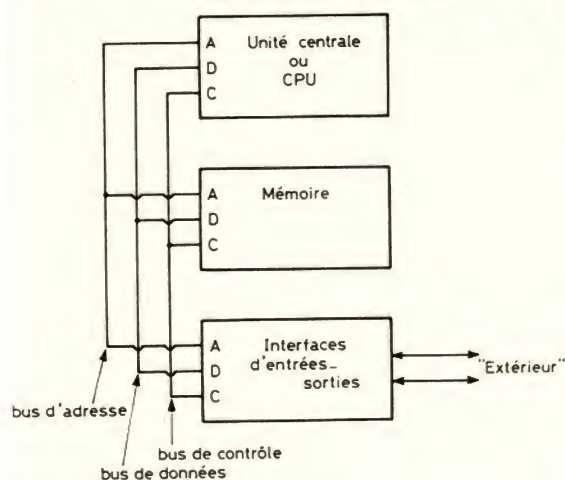 A
D
C
Unité centrale
ou
CPU
A
D
C
Mémoire
A
D
C
Interfaces
d'entrées_
sorties
"Extérieur"
bus d'adresse
bus de données
bus de contrôle